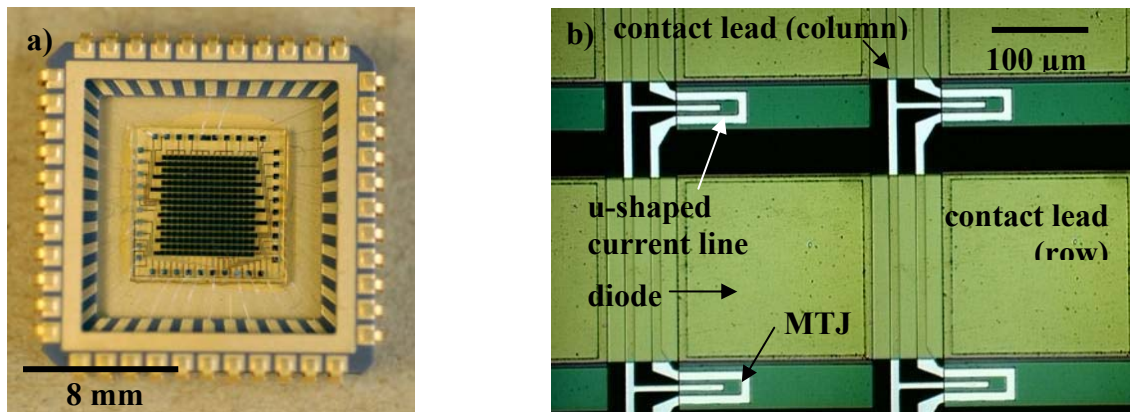 a)
8 mm
b)
contact lead (column)
100 µm
u-shaped
current line
contact lead
(row)
diode
MTJ